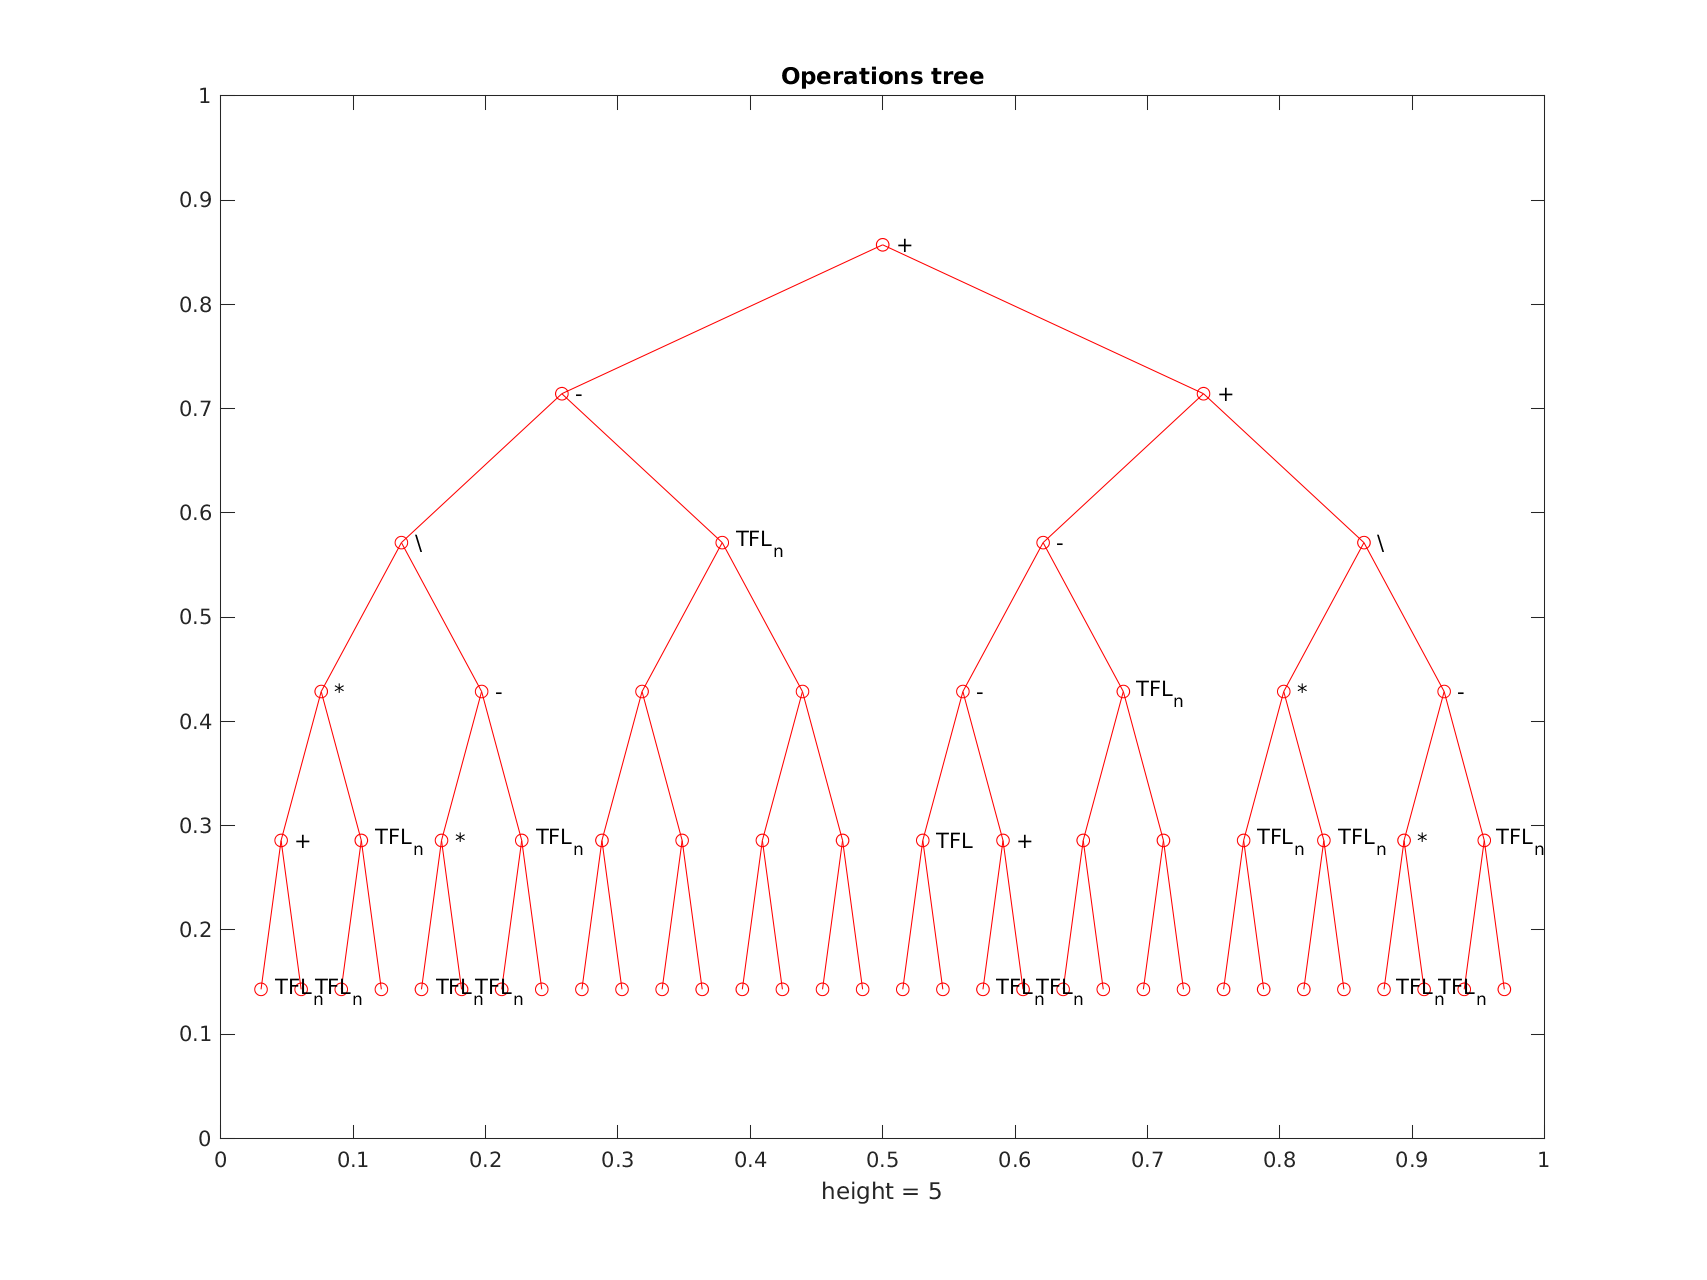 Operations tree
1
0.9
+
0.8
- +
0.7
0.6
\ TFLn - \
0.5
* - - TFLn * -
0.4
0.3
+ TFLn * TFLn TFL + TFLn TFLn * TFLn
0.2
TFLn TFLn TFLn TFLn TFLn TFLn TFLn TFLn
0.1
0
0 0.1 0.2 0.3 0.4 0.5 0.6 0.7 0.8 0.9 1
height = 5